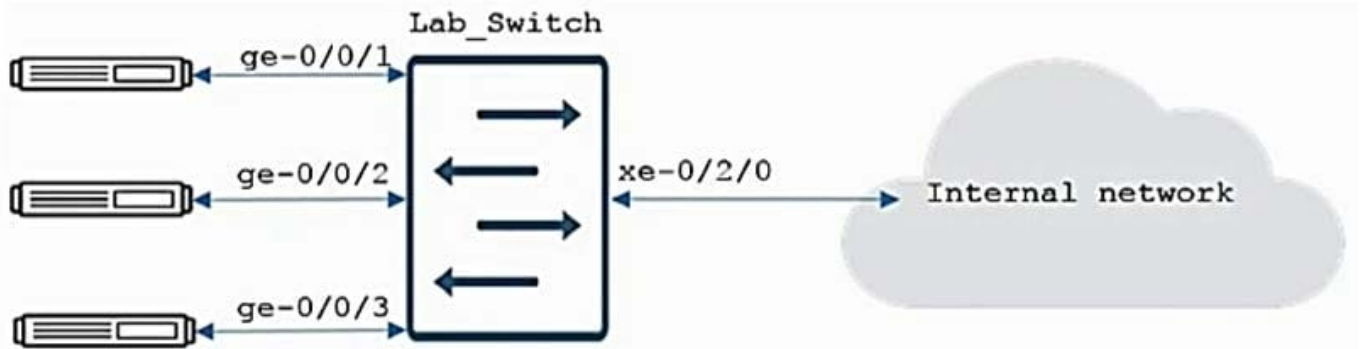 Lab_Switch
ge-0/0/1
ge-0/0/2
xe-0/2/0
Internal network
ge-0/0/3